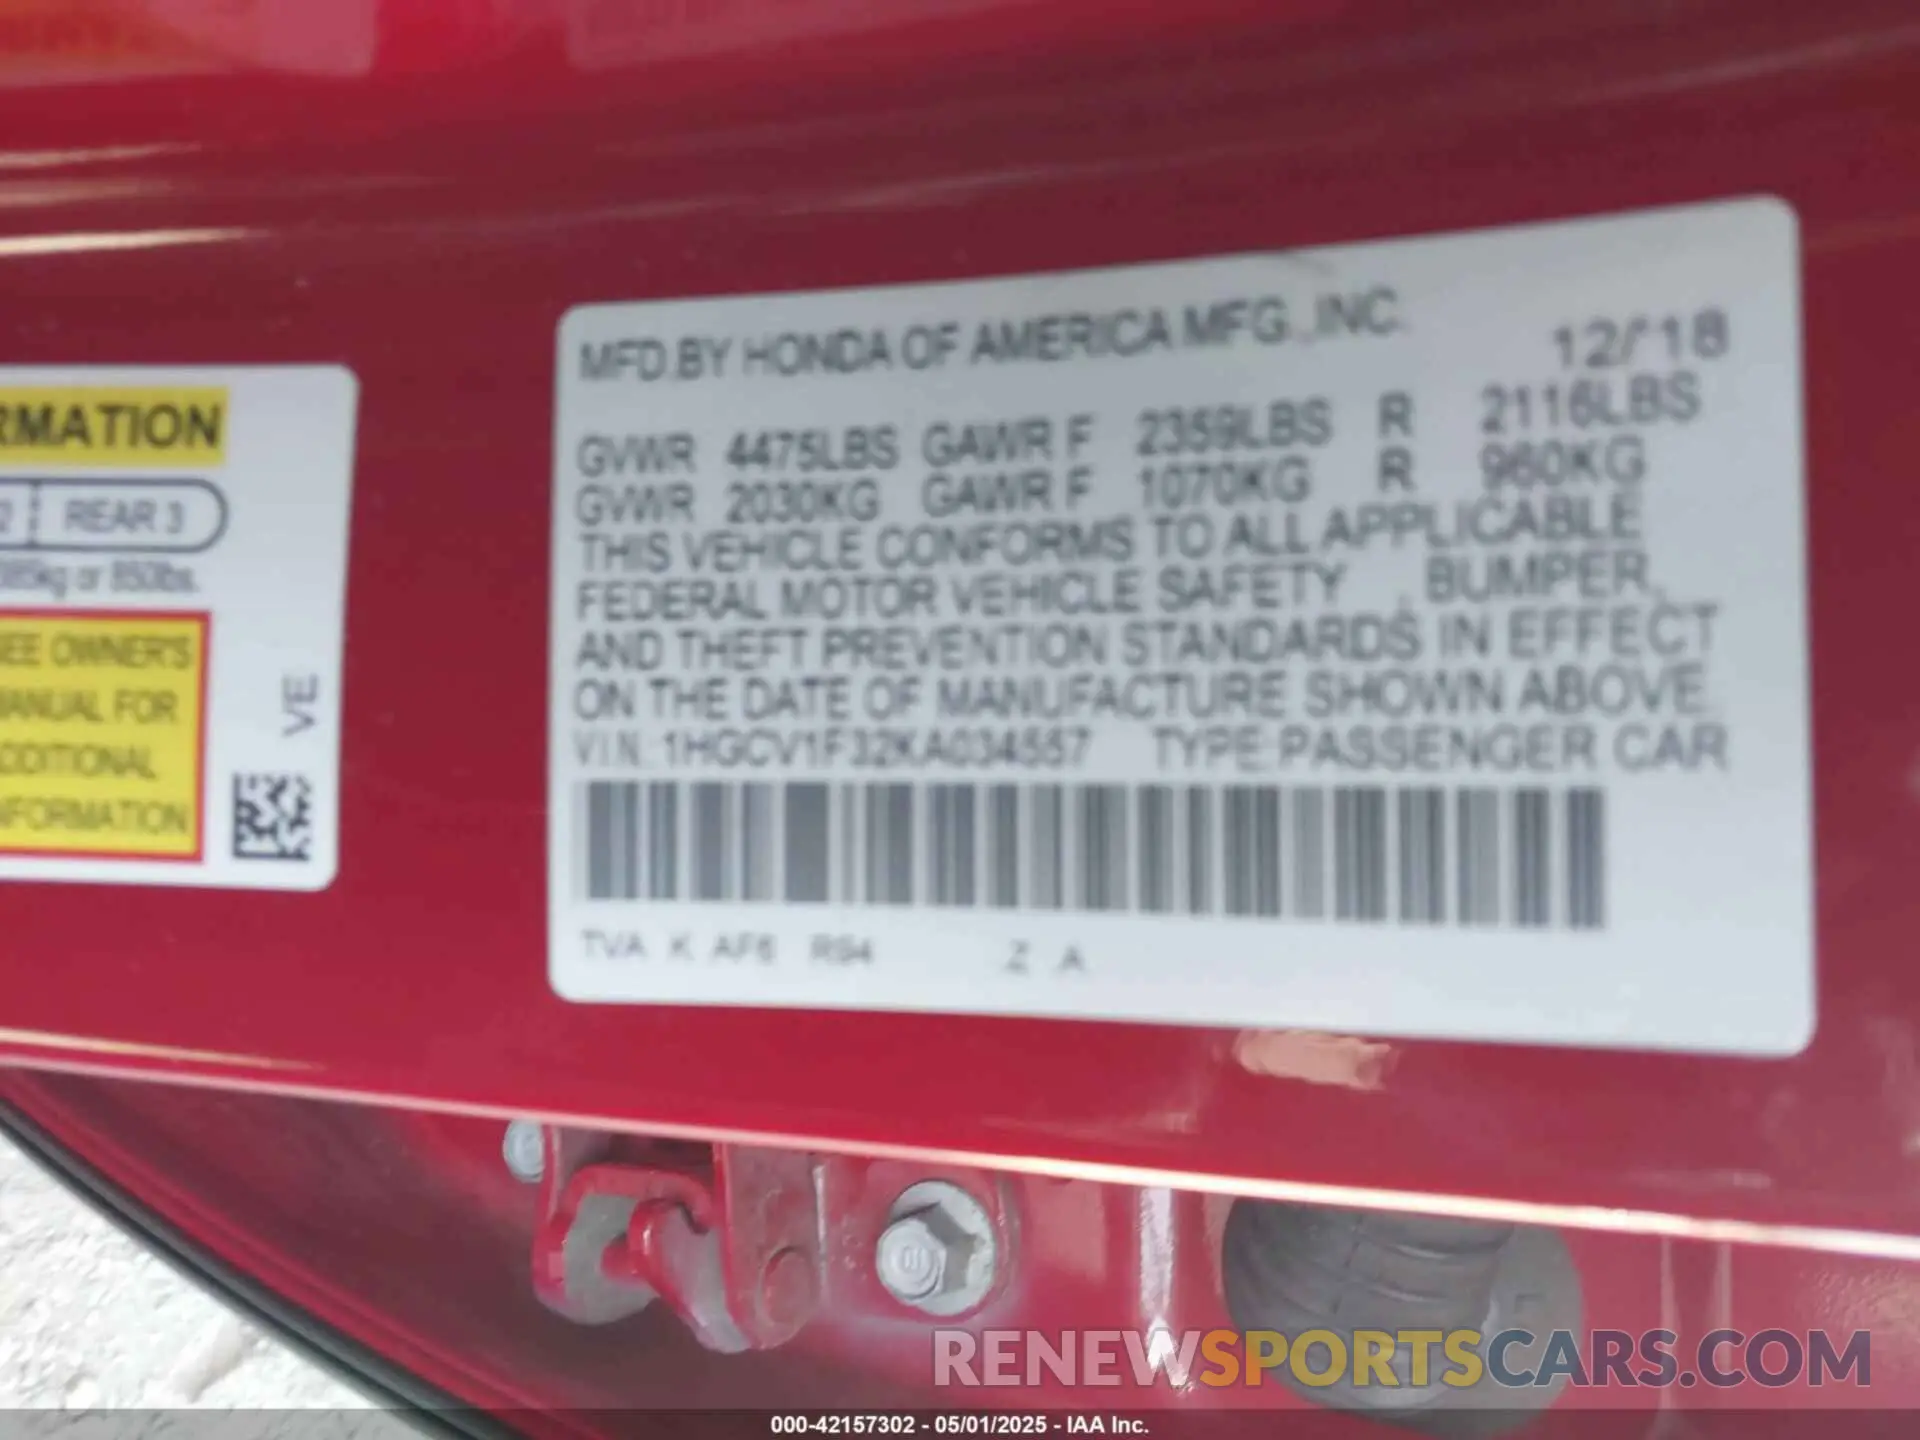 RMATION
2 REAR 3
385kg or 850lbs.
SEE OWNER'S
MANUAL FOR
ADDITIONAL
INFORMATION
VE
MFD.BY HONDA OF AMERICA MFG.,INC. 12/18
GVWR 4475LBS GAWR F 2359LBS R 2116LBS
GVWR 2030KG GAWR F 1070KG R 960KG
THIS VEHICLE CONFORMS TO ALL APPLICABLE
FEDERAL MOTOR VEHICLE SAFETY , BUMPER,
AND THEFT PREVENTION STANDARDS IN EFFECT
ON THE DATE OF MANUFACTURE SHOWN ABOVE.
VIN: 1HGCV1F32KA034557 TYPE:PASSENGER CAR
TVA K AF6 R94 Z A
RENEWSPORTSCARS.COM
000-42157302 - 05/01/2025 - IAA Inc.